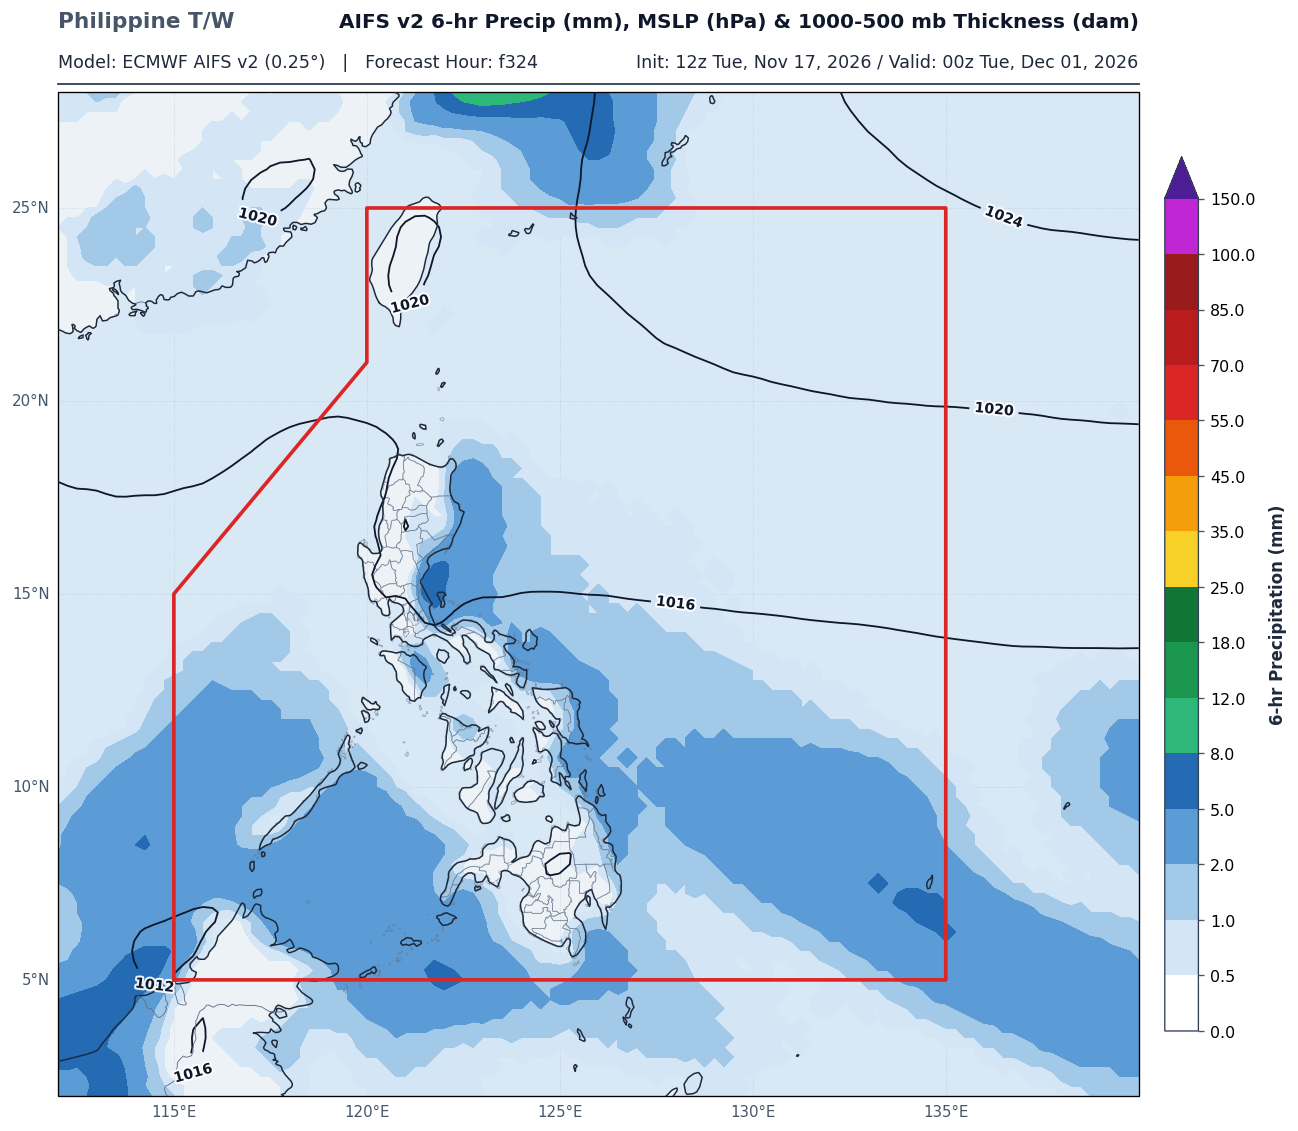 Philippine T/W
AIFS v2 6-hr Precip (mm), MSLP (hPa) & 1000-500 mb Thickness (dam)
Model: ECMWF AIFS v2 (0.25°) | Forecast Hour: f324
Init: 12z Tue, Nov 17, 2026 / Valid: 00z Tue, Dec 01, 2026
25°N
20°N
15°N
10°N
5°N
115°E
120°E
125°E
130°E
135°E
1020
1020
1024
1020
1016
1012
1016
150.0
100.0
85.0
70.0
55.0
45.0
35.0
25.0
18.0
12.0
8.0
5.0
2.0
1.0
0.5
0.0
6-hr Precipitation (mm)